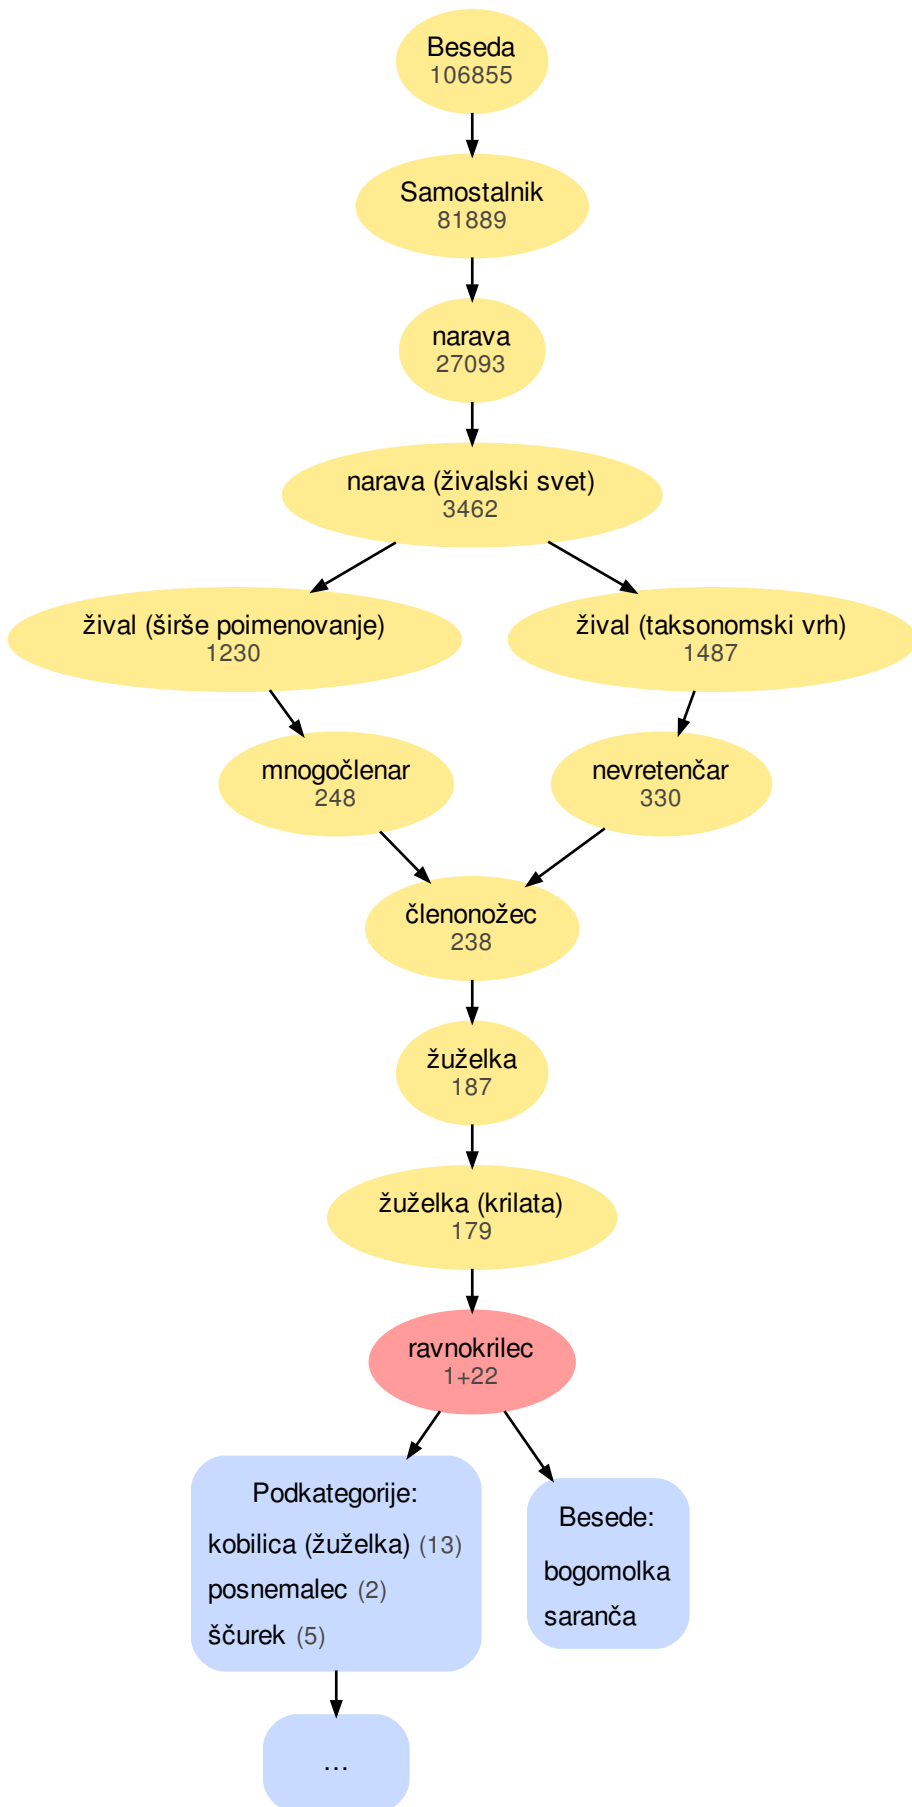 Beseda
106855
Samostalnik
81889
narava
27093
narava (živalski svet)
3462
žival (širše poimenovanje)
1230
žival (taksonomski vrh)
1487
mnogočlenar
248
nevretenčar
330
členonožec
238
žuželka
187
žuželka (krilata)
179
ravnokrilec
1+22
Podkategorije:
kobilica (žuželka) (13)
posnemalec (2)
ščurek (5)
Besede:
bogomolka
saranča
...